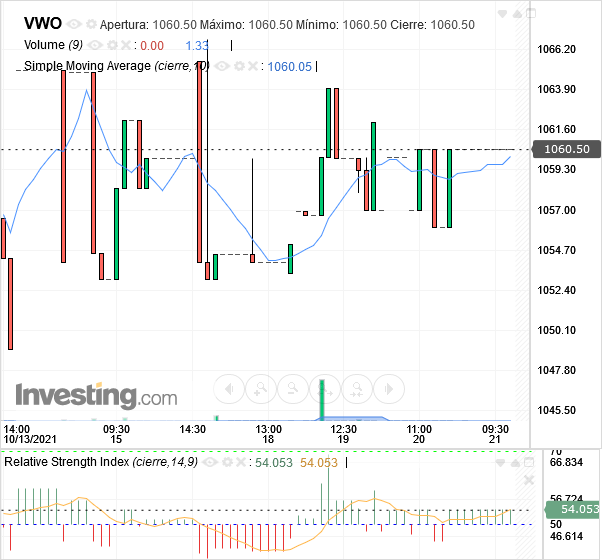 VWO Apertura: 1060.50 Máximo: 1060.50 Mínimo: 1060.50 Cierre: 1060.50
Volume (9) : 0.00 1.33
Simple Moving Average (cierre,10) : 1060.05
1066.20
1063.90
1061.60
1060.50
1059.30
1057.00
1054.70
1052.40
1050.10
1047.80
1045.50
Investing.com
14:00 09:30 14:30 13:00 12:30 11:00 09:30
10/13/2021 15 18 19 20 21
Relative Strength Index (cierre,14,9) : 54.053 54.053
70
66.834
56.724
54.053
50
46.614